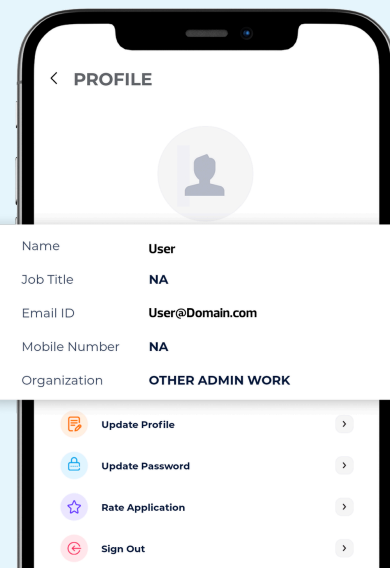 PROFILE
Name User
Job Title NA
Email ID User@Domain.com
Mobile Number NA
Organization OTHER ADMIN WORK
Update Profile
Update Password
Rate Application
Sign Out